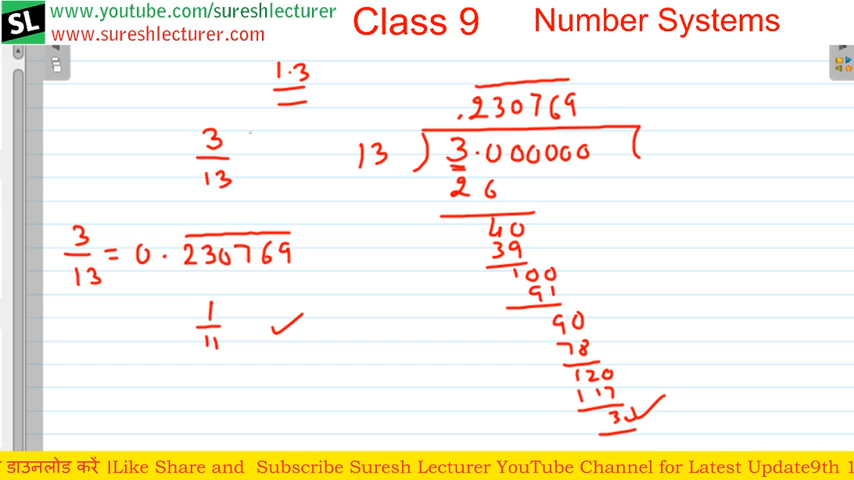 SL
www.youtube.com/sureshlecturer
www.sureshlecturer.com
Class 9
Number Systems
1.3
3
13
3
13
= 0.230769
1
11
.230769
13 ) 3.000000 (
26
40
39
100
91
90
78
120
117
3
डाउनलोड करें ।Like Share and Subscribe Suresh Lecturer YouTube Channel for Latest Update9th 1